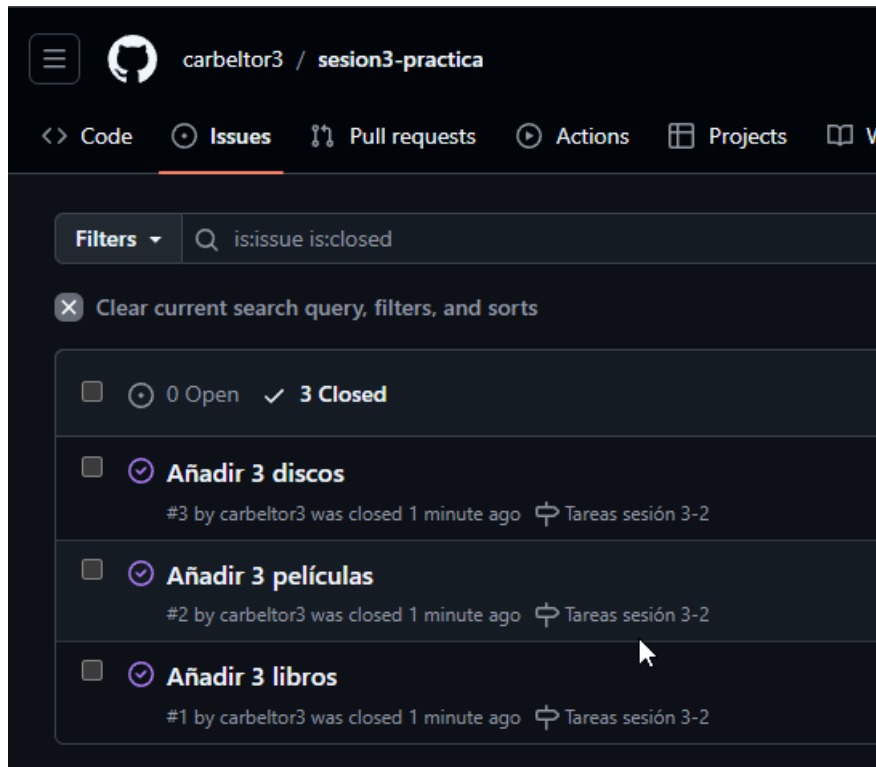 carbeltor3 / sesion3-practica
<> Code Issues Pull requests Actions Projects W
Filters is:issue is:closed
Clear current search query, filters, and sorts
0 Open 3 Closed
Añadir 3 discos
#3 by carbeltor3 was closed 1 minute ago Tareas sesión 3-2
Añadir 3 películas
#2 by carbeltor3 was closed 1 minute ago Tareas sesión 3-2
Añadir 3 libros
#1 by carbeltor3 was closed 1 minute ago Tareas sesión 3-2